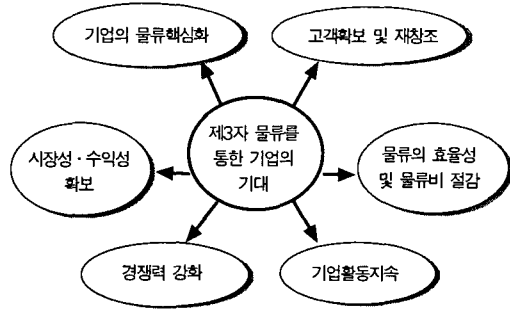 기업의 물류핵심화
고객확보 및 재창조
제3자 물류를
통한 기업의
기대
시장성·수익성
확보
물류의 효율성
및 물류비 절감
경쟁력 강화
기업활동지속